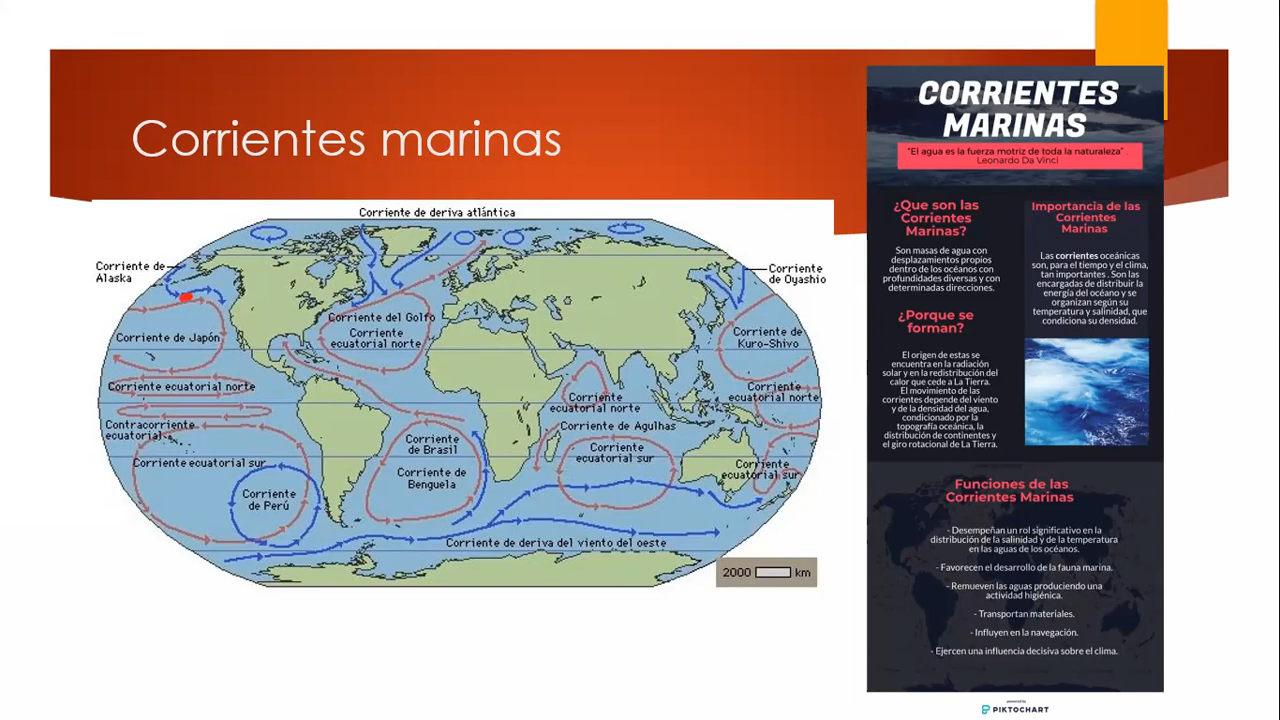 Corrientes marinas
Corriente de deriva atlántica
Corriente de
Alaska
Corriente
de Oyashio
Corriente del Golfo
Corriente
ecuatorial norte
Corriente de Japón
Corriente de
Kuro-Shivo
Corriente ecuatorial norte
Corriente
ecuatorial norte
Corriente
ecuatorial norte
Contracorriente
ecuatorial
Corriente de Agulhas
Corriente
de Brasil
Corriente
ecuatorial sur
Corriente ecuatorial sur
Corriente de
Benguela
Corriente
ecuatorial sur
Corriente
de Perú
Corriente de deriva del viento del oeste
2000 km
CORRIENTES
MARINAS
"El agua es la fuerza motriz de toda la naturaleza"
Leonardo Da Vinci
¿Que son las
Corrientes
Marinas?
Son masas de agua con
desplazamientos propios
dentro de los océanos con
profundidades diversas y con
determinadas direcciones.
¿Porque se
forman?
El origen de estas se
encuentra en la radiación
solar y en la redistribución del
calor que cede a La Tierra.
El movimiento de las
corrientes depende del viento
y de la densidad del agua,
condicionado por la
topografía oceánica, la
distribución de continentes y
el giro rotacional de La Tierra.
Importancia de las
Corrientes
Marinas
Las corrientes oceánicas
son, para el tiempo y el clima,
tan importantes . Son las
encargadas de distribuir la
energía del océano y se
organizan según su
temperatura y salinidad, que
condiciona su densidad.
Funciones de las
Corrientes Marinas
- Desempeñan un rol significativo en la
distribución de la salinidad y de la temperatura
en las aguas de los océanos.
- Favorecen el desarrollo de la fauna marina.
- Remueven las aguas produciendo una
actividad higiénica.
- Transportan materiales.
- Influyen en la navegación.
- Ejercen una influencia decisiva sobre el clima.
powered by
PIKTOCHART